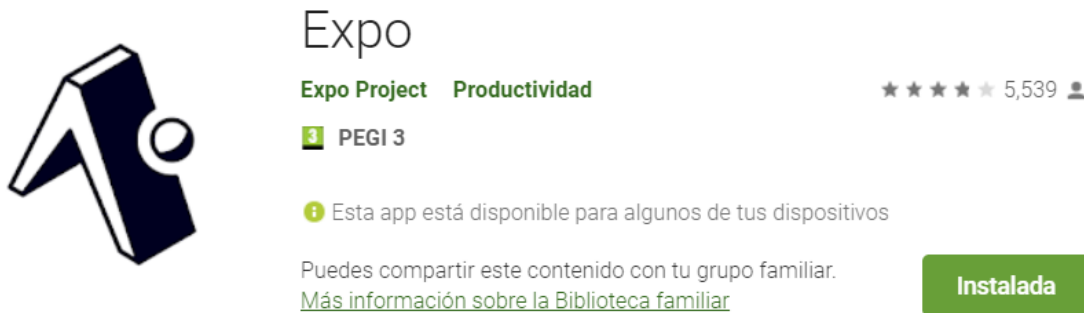 Expo
Expo Project Productividad 5,539
3 PEGI 3
Esta app está disponible para algunos de tus dispositivos
Puedes compartir este contenido con tu grupo familiar.
Más información sobre la Biblioteca familiar
Instalada